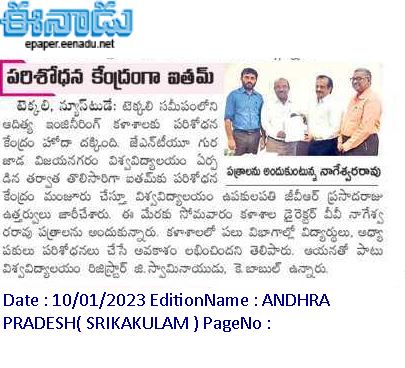 ఈనాడు
epaper.eenadu.net
పరిశోధన కేంద్రంగా ఐతమ్
టెక్కలి, న్యూస్‌టుడే: టెక్కలి సమీపంలోని
ఆదిత్య ఇంజినీరింగ్ కళాశాలకు పరిశోధన
కేంద్రం హోదా దక్కింది. జేఎన్‌టీయూ గుర
జాడ విజయనగరం విశ్వవిద్యాలయం ఏర్ప
డిన తర్వాత తొలిసారిగా ఐతమ్‌కు పరిశోధన
పత్రాలను అందుకుంటున్న నాగేశ్వరరావు
కేంద్రం మంజూరు చేస్తూ విశ్వవిద్యాలయం ఉపకులపతి జీవీఆర్ ప్రసాదరాజు
ఉత్తర్వులు జారీచేశారు. ఈ మేరకు సోమవారం కళాశాల డైరెక్టర్ వీవీ నాగేశ్వ
రరావు పత్రాలను అందుకున్నారు. కళాశాలలో పలు విభాగాల్లో విద్యార్థులు, అధ్యా
పకులు పరిశోధనలు చేసే అవకాశం లభించిందని తెలిపారు. ఆయనతో పాటు
విశ్వవిద్యాలయం రిజిస్ట్రార్ జి.స్వామినాయుడు, కె.బాబుల్ ఉన్నారు.
Date : 10/01/2023 EditionName : ANDHRA
PRADESH( SRIKAKULAM ) PageNo :